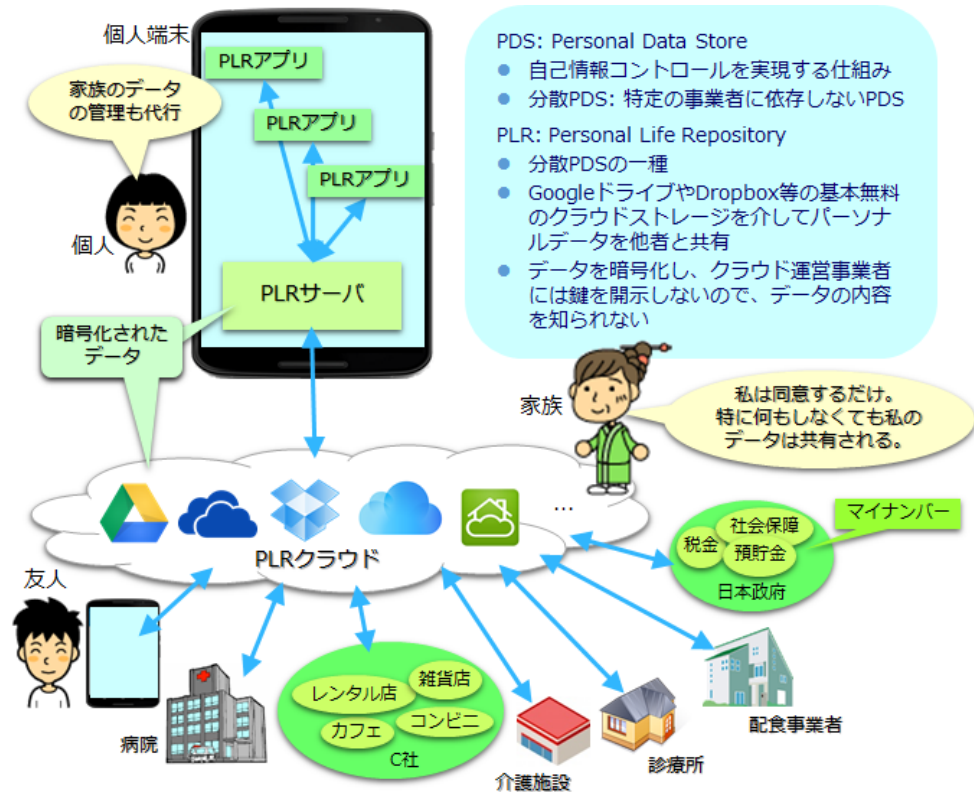 個人端末
PLRアプリ
PLRアプリ
PLRアプリ
PLRサーバ
家族のデータ
の管理も代行
個人
暗号化された
データ
PDS: Personal Data Store
自己情報コントロールを実現する仕組み
分散PDS: 特定の事業者に依存しないPDS
PLR: Personal Life Repository
分散PDSの一種
GoogleドライブやDropbox等の基本無料
のクラウドストレージを介してパーソナ
ルデータを他者と共有
データを暗号化し、クラウド運営事業者
には鍵を開示しないので、データの内容
を知られない
家族
私は同意するだけ。
特に何もしなくても私の
データは共有される。
…
PLRクラウド
マイナンバー
社会保障
税金
預貯金
日本政府
友人
病院
レンタル店
雑貨店
カフェ
コンビニ
C社
介護施設
診療所
配食事業者